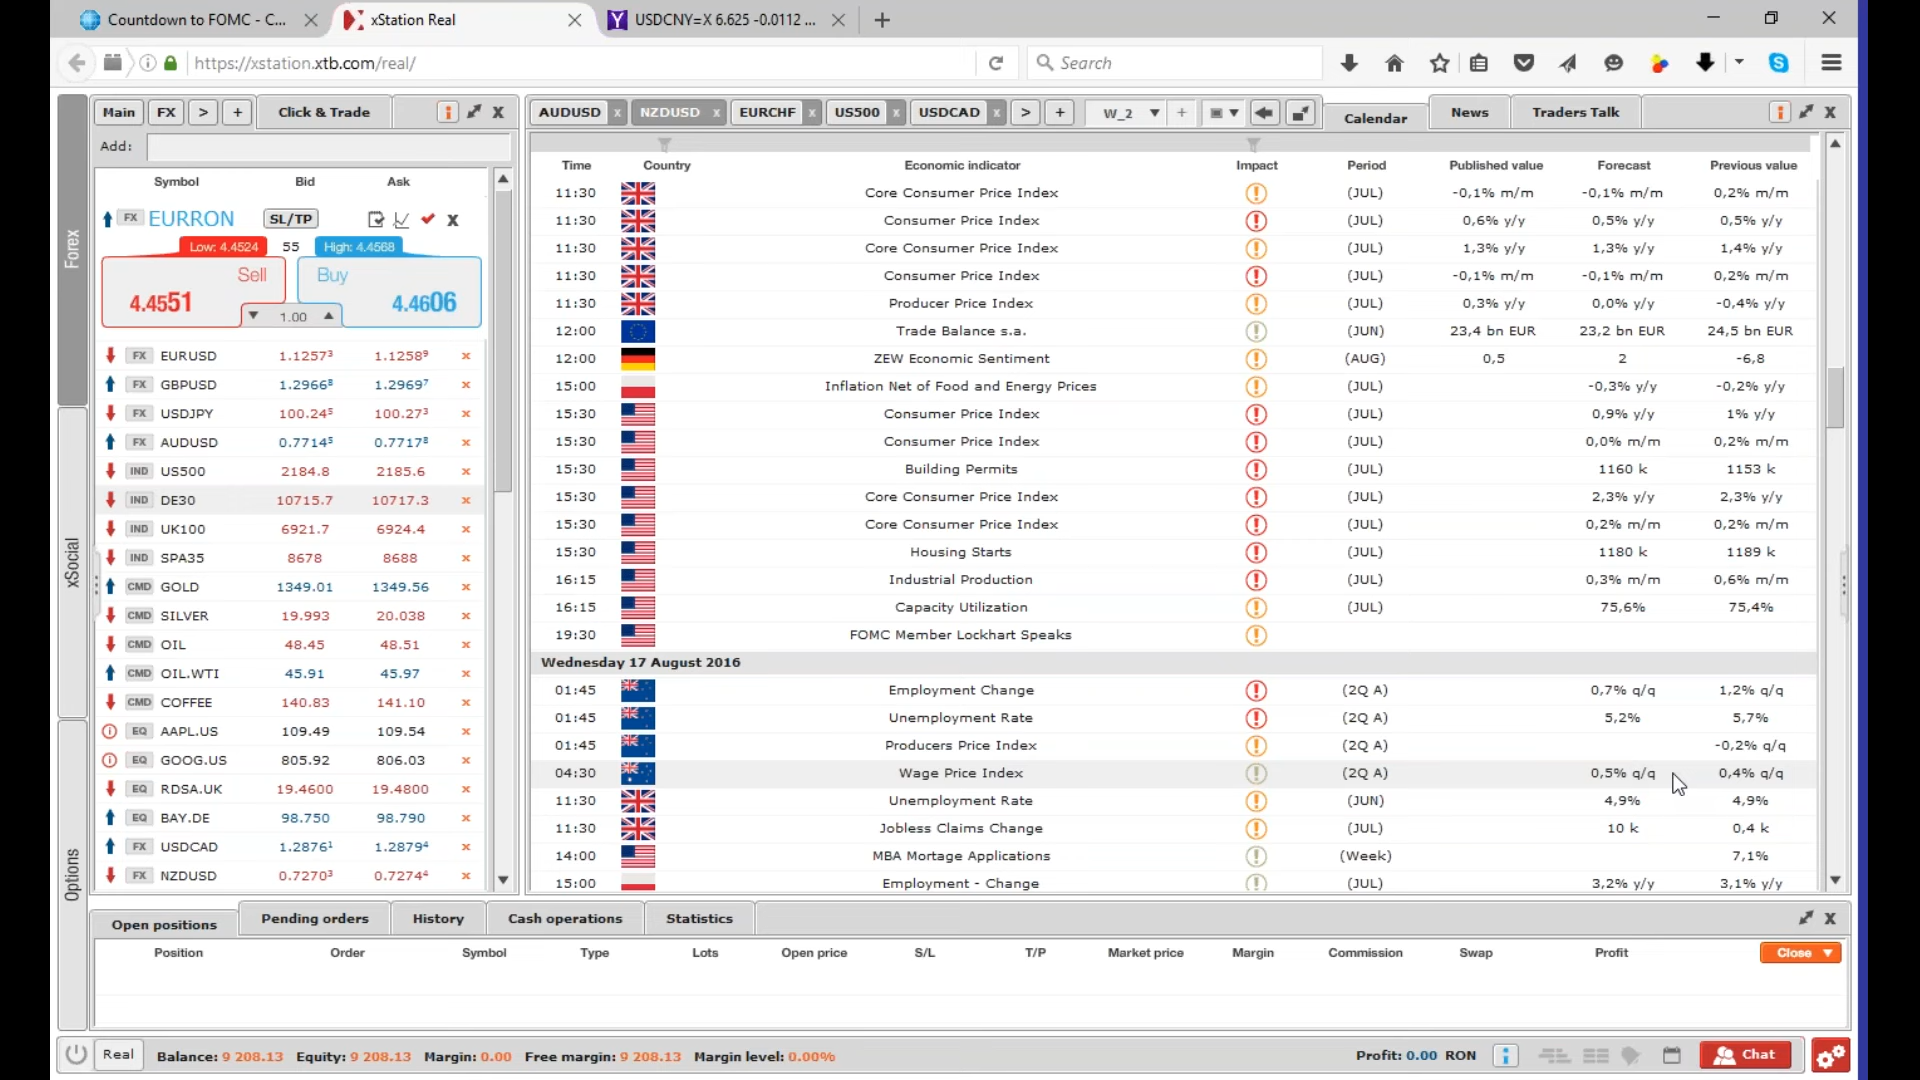 Countdown to FOMC - C...
xStation Real
USDCNY=X 6.625 -0.0112 ...
https://xstation.xtb.com/real/
Search
Main FX > + Click & Trade
Add:
Symbol Bid Ask
FX EURRON SL/TP
Low: 4.4524 55 High: 4.4568
Sell Buy
4.4551 4.4606
1.00
FX EURUSD 1.1257³ 1.1258⁹
FX GBPUSD 1.2966⁸ 1.2969⁷
FX USDJPY 100.24⁵ 100.27³
FX AUDUSD 0.7714⁵ 0.7717⁸
IND US500 2184.8 2185.6
IND DE30 10715.7 10717.3
IND UK100 6921.7 6924.4
IND SPA35 8678 8688
CMD GOLD 1349.01 1349.56
CMD SILVER 19.993 20.038
CMD OIL 48.45 48.51
CMD OIL.WTI 45.91 45.97
CMD COFFEE 140.83 141.10
EQ AAPL.US 109.49 109.54
EQ GOOG.US 805.92 806.03
EQ RDSA.UK 19.4600 19.4800
EQ BAY.DE 98.750 98.790
FX USDCAD 1.2876¹ 1.2879⁴
FX NZDUSD 0.7270³ 0.7274⁴
Forex
xSocial
Options
AUDUSD x NZDUSD x EURCHF x US500 x USDCAD x > + W_2 +
Calendar News Traders Talk
Time Country Economic indicator Impact Period Published value Forecast Previous value
11:30 Core Consumer Price Index (JUL) -0,1% m/m -0,1% m/m 0,2% m/m
11:30 Consumer Price Index (JUL) 0,6% y/y 0,5% y/y 0,5% y/y
11:30 Core Consumer Price Index (JUL) 1,3% y/y 1,3% y/y 1,4% y/y
11:30 Consumer Price Index (JUL) -0,1% m/m -0,1% m/m 0,2% m/m
11:30 Producer Price Index (JUL) 0,3% y/y 0,0% y/y -0,4% y/y
12:00 Trade Balance s.a. (JUN) 23,4 bn EUR 23,2 bn EUR 24,5 bn EUR
12:00 ZEW Economic Sentiment (AUG) 0,5 2 -6,8
15:00 Inflation Net of Food and Energy Prices (JUL) -0,3% y/y -0,2% y/y
15:30 Consumer Price Index (JUL) 0,9% y/y 1% y/y
15:30 Consumer Price Index (JUL) 0,0% m/m 0,2% m/m
15:30 Building Permits (JUL) 1160 k 1153 k
15:30 Core Consumer Price Index (JUL) 2,3% y/y 2,3% y/y
15:30 Core Consumer Price Index (JUL) 0,2% m/m 0,2% m/m
15:30 Housing Starts (JUL) 1180 k 1189 k
16:15 Industrial Production (JUL) 0,3% m/m 0,6% m/m
16:15 Capacity Utilization (JUL) 75,6% 75,4%
19:30 FOMC Member Lockhart Speaks
Wednesday 17 August 2016
01:45 Employment Change (2Q A) 0,7% q/q 1,2% q/q
01:45 Unemployment Rate (2Q A) 5,2% 5,7%
01:45 Producers Price Index (2Q A) -0,2% q/q
04:30 Wage Price Index (2Q A) 0,5% q/q 0,4% q/q
11:30 Unemployment Rate (JUN) 4,9% 4,9%
11:30 Jobless Claims Change (JUL) 10 k 0,4 k
14:00 MBA Mortage Applications (Week) 7,1%
15:00 Employment - Change (JUL) 3,2% y/y 3,1% y/y
Open positions Pending orders History Cash operations Statistics
Position Order Symbol Type Lots Open price S/L T/P Market price Margin Commission Swap Profit Close
Real Balance: 9 208.13 Equity: 9 208.13 Margin: 0.00 Free margin: 9 208.13 Margin level: 0.00% Profit: 0.00 RON Chat